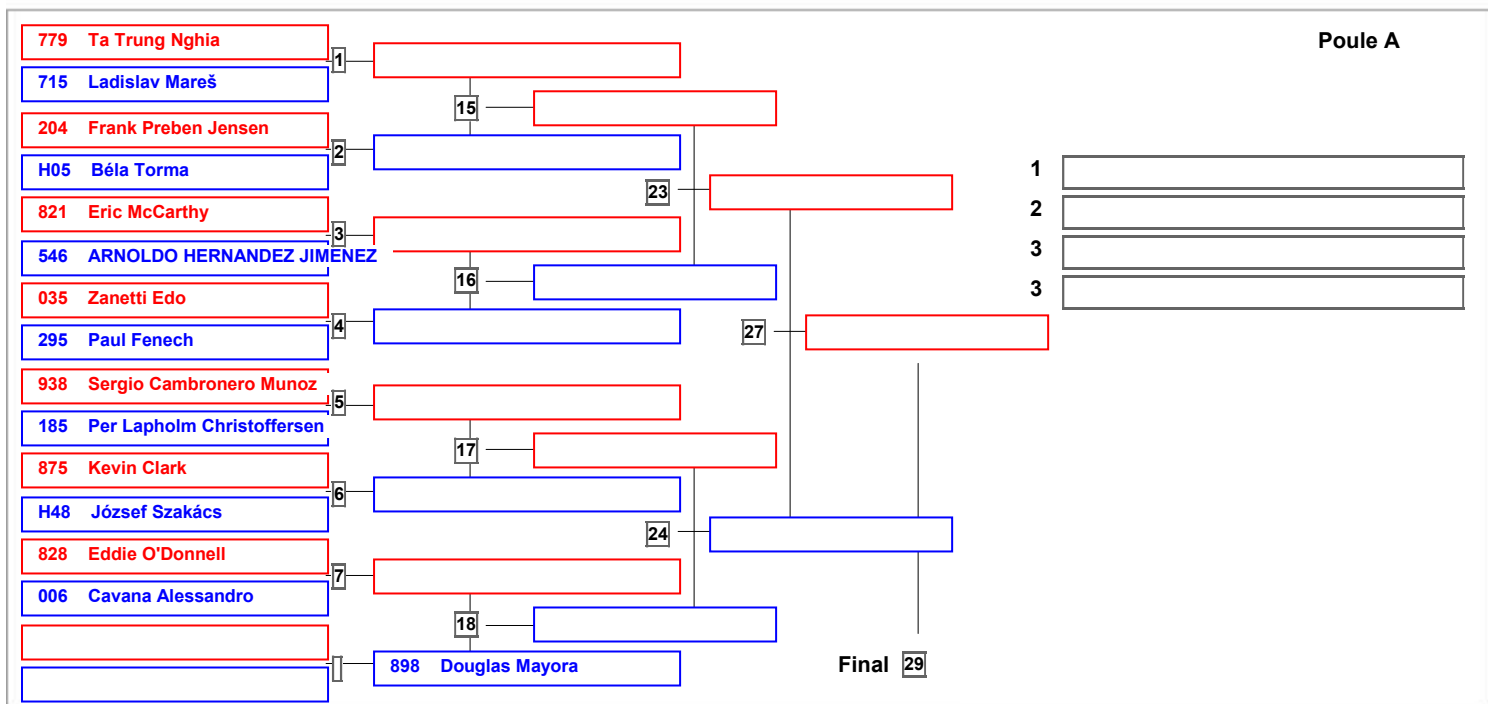 Poule A
779 Ta Trung Nghia
1
715 Ladislav Mareš
15
204 Frank Preben Jensen
2
H05 Béla Torma
23
821 Eric McCarthy
3
546 ARNOLDO HERNANDEZ JIMENEZ
16
035 Zanetti Edo
4
295 Paul Fenech
27
938 Sergio Cambronero Munoz
5
185 Per Lapholm Christoffersen
17
875 Kevin Clark
6
H48 József Szakács
24
828 Eddie O'Donnell
7
006 Cavana Alessandro
18
898 Douglas Mayora
Final 29
1
2
3
3